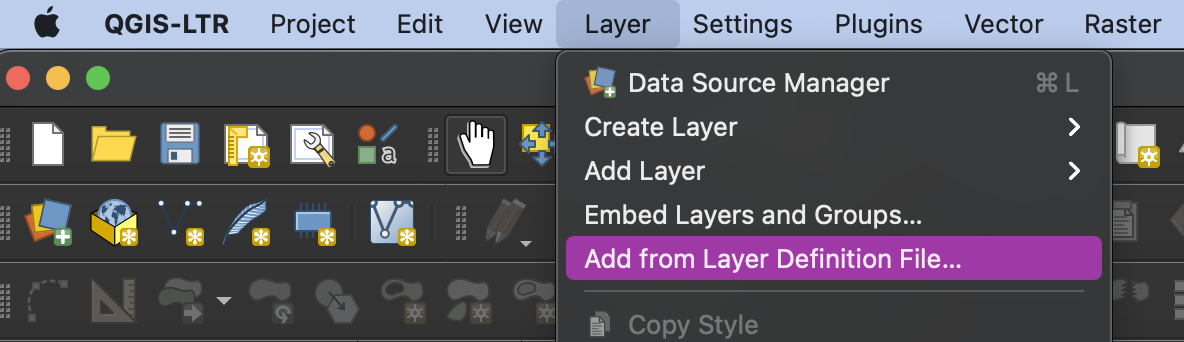 QGIS-LTR Project Edit View Layer Settings Plugins Vector Raster
Data Source Manager ⌘ L
Create Layer
Add Layer
Embed Layers and Groups...
Add from Layer Definition File...
Copy Style
a